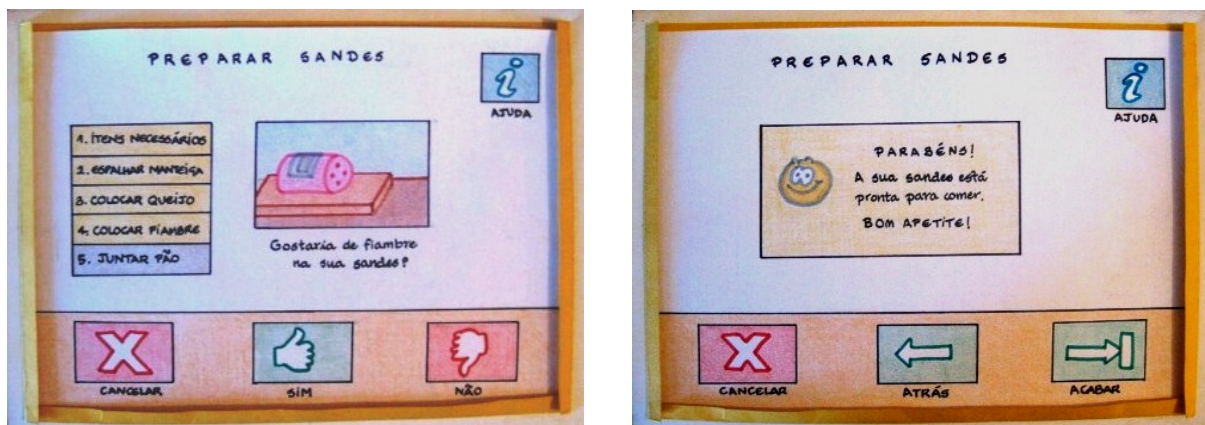 PREPARAR SANDES
i
AJUDA
1. ÍTENS NECESSÁRIOS
2. ESPALHAR MANTEIGA
3. COLOCAR QUEIJO
4. COLOCAR FIAMBRE
5. JUNTAR PÃO
Gostaria de fiambre
na sua sandes?
X
CANCELAR
SIM
NÃO
PREPARAR SANDES
i
AJUDA
PARABÉNS!
A sua sandes está
pronta para comer.
BOM APETITE!
X
CANCELAR
ATRÁS
ACABAR